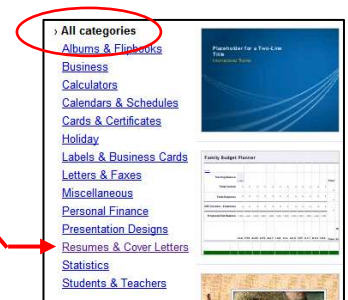 › All categories
Albums & Flipbooks
Business
Calculators
Calendars & Schedules
Cards & Certificates
Holiday
Labels & Business Cards
Letters & Faxes
Miscellaneous
Personal Finance
Presentation Designs
Resumes & Cover Letters
Statistics
Students & Teachers
Placeholder for a Two-Line
Title
Family Budget Planner